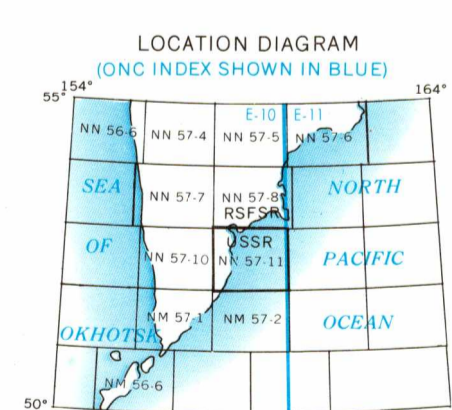 LOCATION DIAGRAM
(ONC INDEX SHOWN IN BLUE)
154° 164°
55°
E-10 E-11
NN 56-6 NN 57-4 NN 57-5 NN 57-6
SEA NN 57-7 NN 57-8 NORTH
RSFSR
USSR
OF NN 57-10 NN 57-11 PACIFIC
NM 57-1 NM 57-2 OCEAN
OKHOTSK
NM 56-6
50°